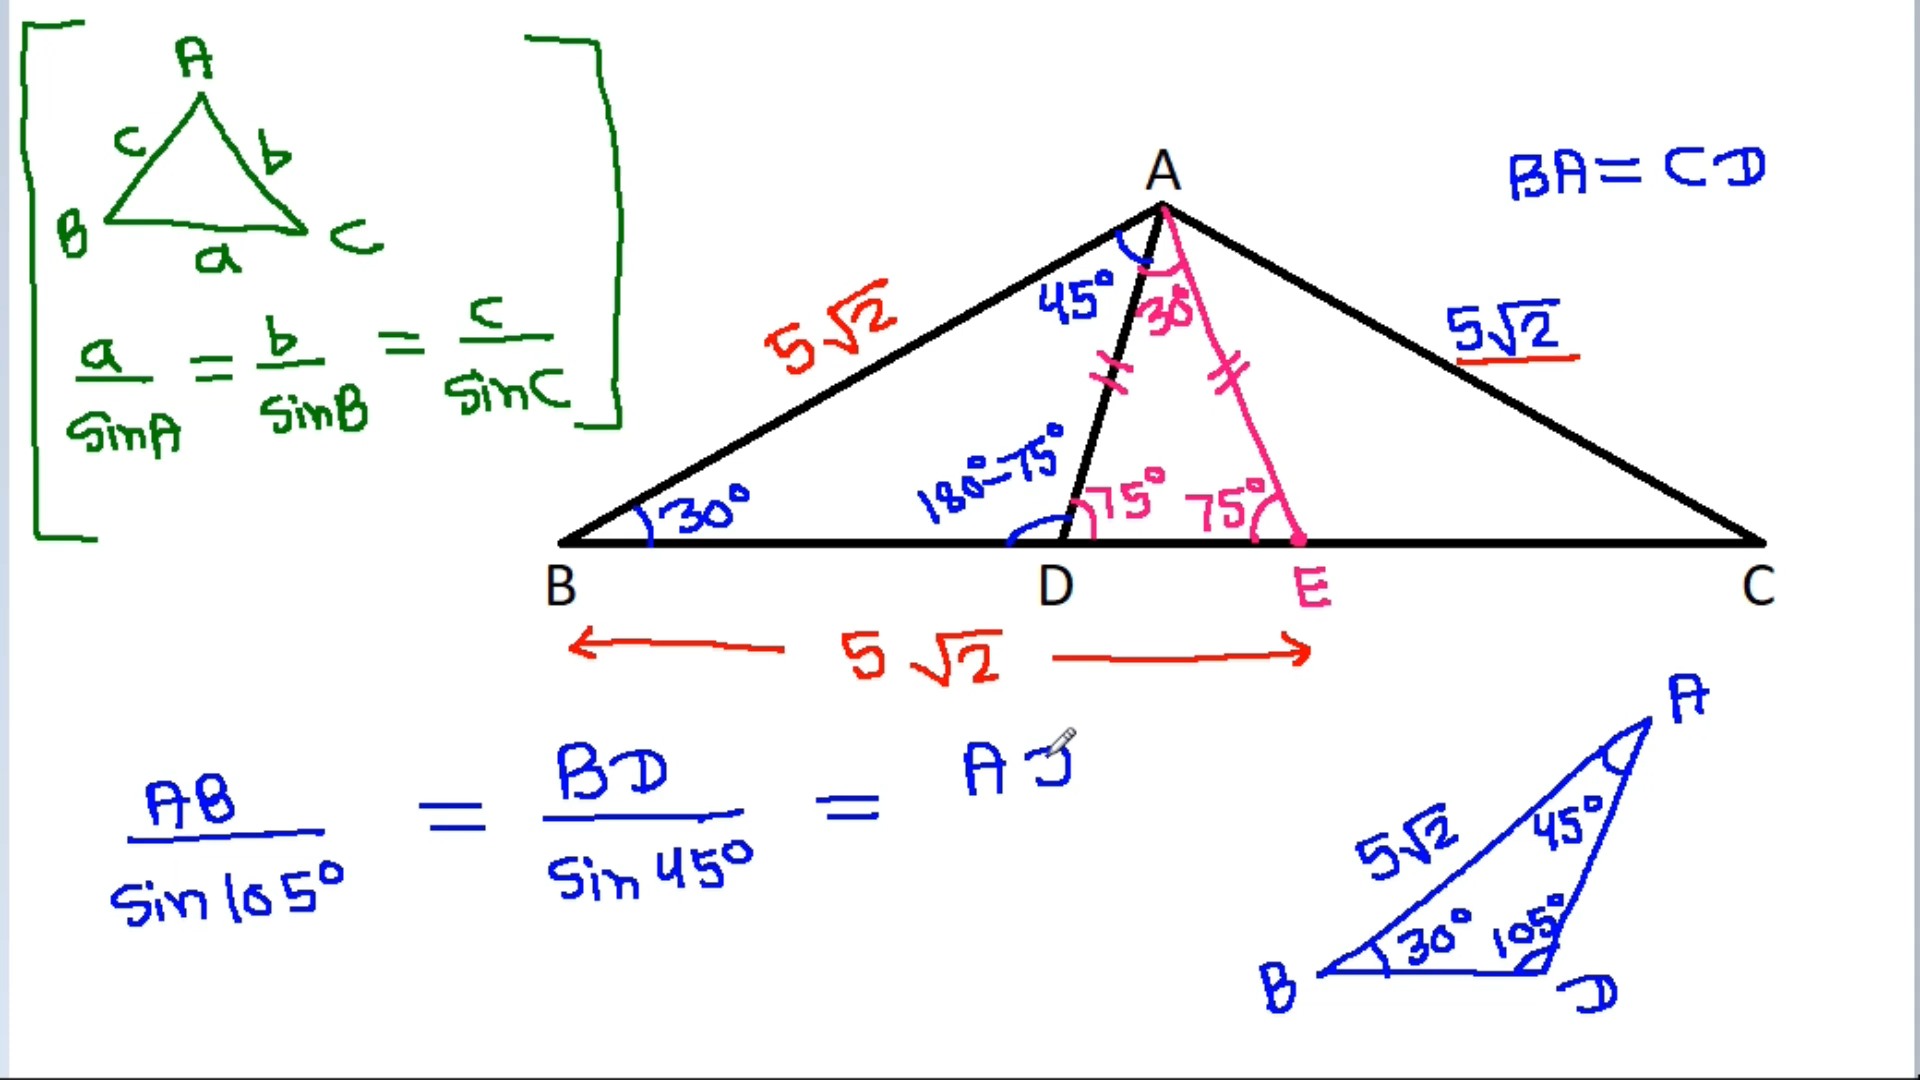 A
c
b
B
a
C
a/sinA = b/sinB = c/sinC
BA = CD
A
5√2
45°
30°
5√2
180°-75°
30°
75°
75°
B
D
E
C
5√2
AB/sin105° = BD/sin45° = A
A
5√2
45°
30°
105°
B
D